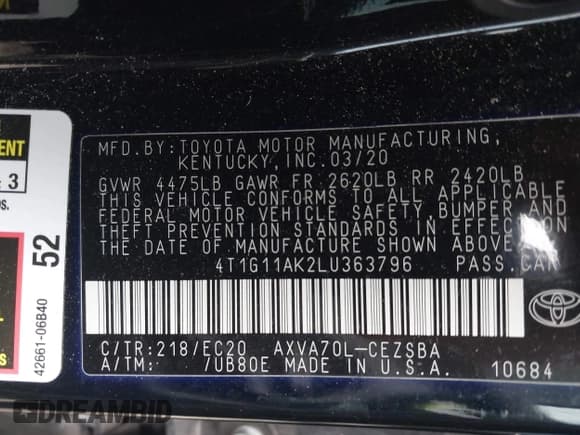 MFD.BY:TOYOTA MOTOR MANUFACTURING,
KENTUCKY,INC.03/20
GVWR 4475LB GAWR FR 2620LB RR 2420LB
THIS VEHICLE CONFORMS TO ALL APPLICABLE
FEDERAL MOTOR VEHICLE SAFETY,BUMPER AND
THEFT PREVENTION STANDARDS IN EFFECT ON
THE DATE OF MANUFACTURE SHOWN ABOVE.
4T1G11AK2LU363796 PASS.CAR
C/TR:218/EC20 AXVA70L-CEZSBA
A/TM: /UB80E MADE IN U.S.A.
10684
ENT
: 3
OS.
52
42661-06B40
DREAMBID